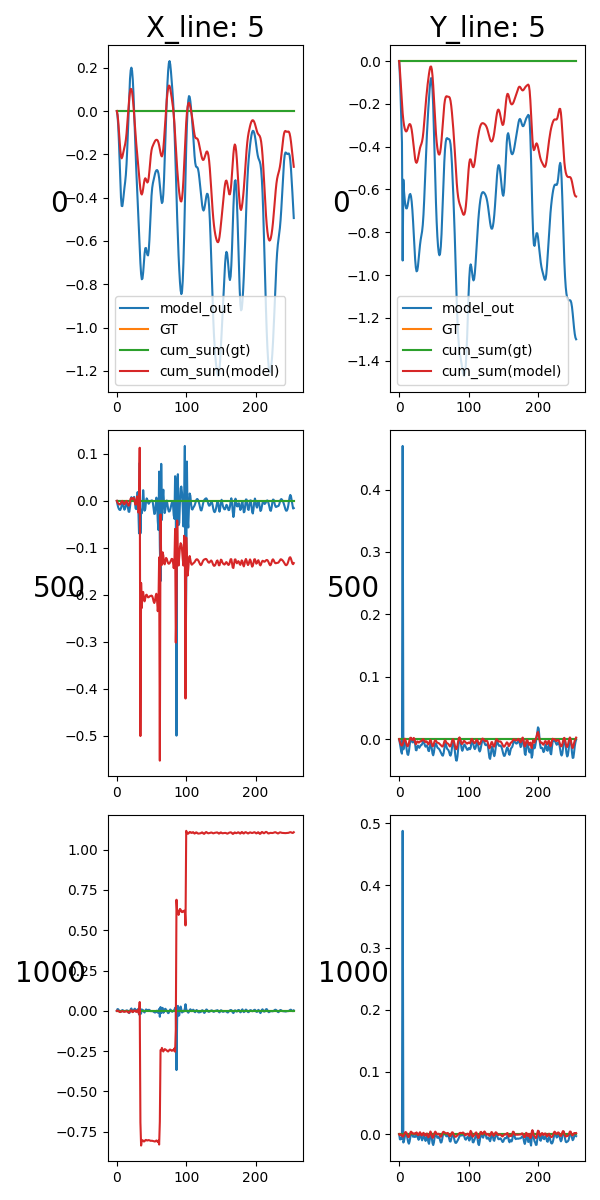 X_line: 5 Y_line: 5
0.2 0.0
0.0 −0.2
−0.2 −0.4
0 −0.4 0 −0.6
−0.6 −0.8
−0.8 −1.0
−1.0 −1.2
−1.2 −1.4
model_out model_out
GT GT
cum_sum(gt) cum_sum(gt)
cum_sum(model) cum_sum(model)
0 100 200 0 100 200
0.1 0.4
0.0 0.3
−0.1 0.2
500 −0.2 500 0.1
−0.3 0.0
−0.4
−0.5
0 100 200 0 100 200
1.00 0.5
0.75 0.4
0.50 0.3
1000 0.25 1000 0.2
0.00 0.1
−0.25 0.0
−0.50
−0.75
0 100 200 0 100 200